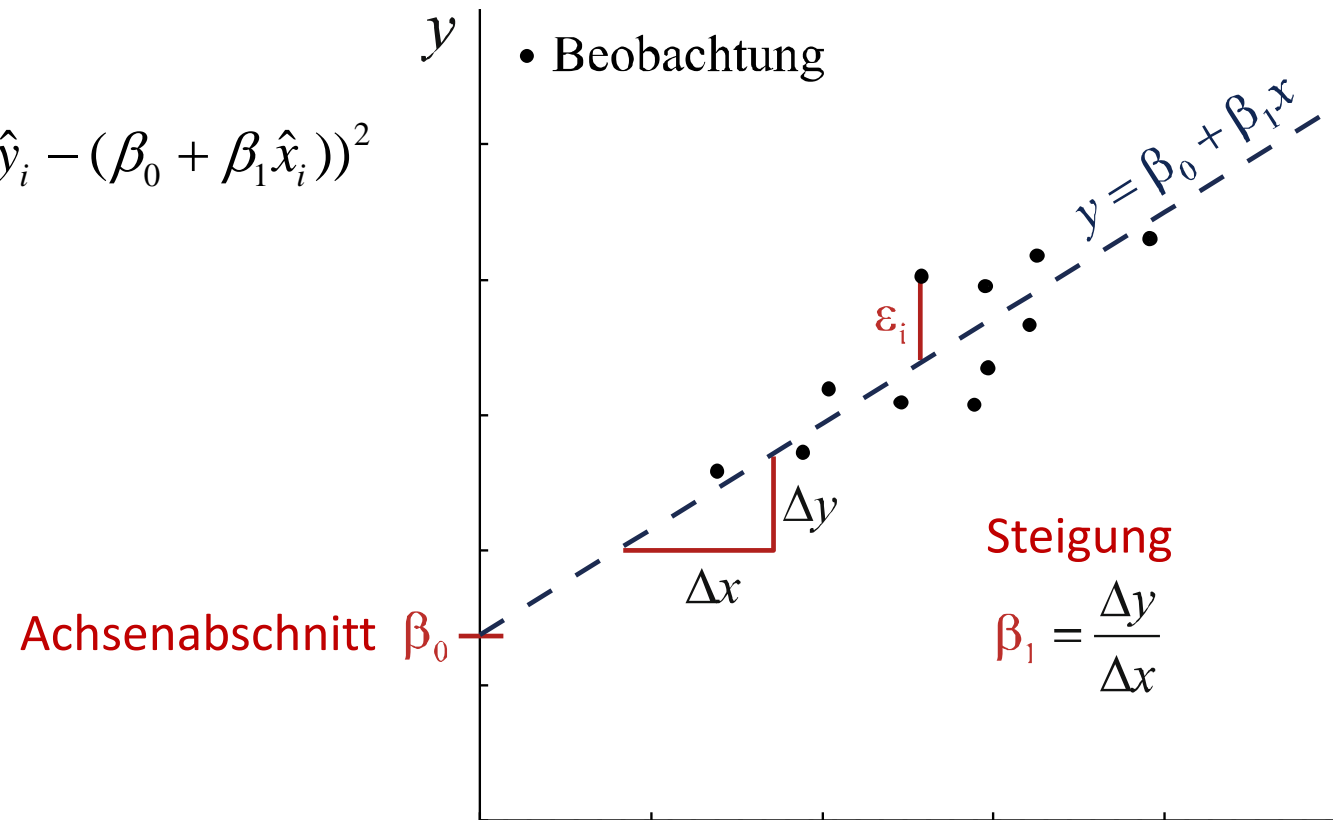 y
• Beobachtung
ŷᵢ − (β₀ + β₁x̂ᵢ))²
y = β₀ + β₁x
εᵢ
Δy
Δx
Steigung
β₁ = Δy/Δx
Achsenabschnitt β₀